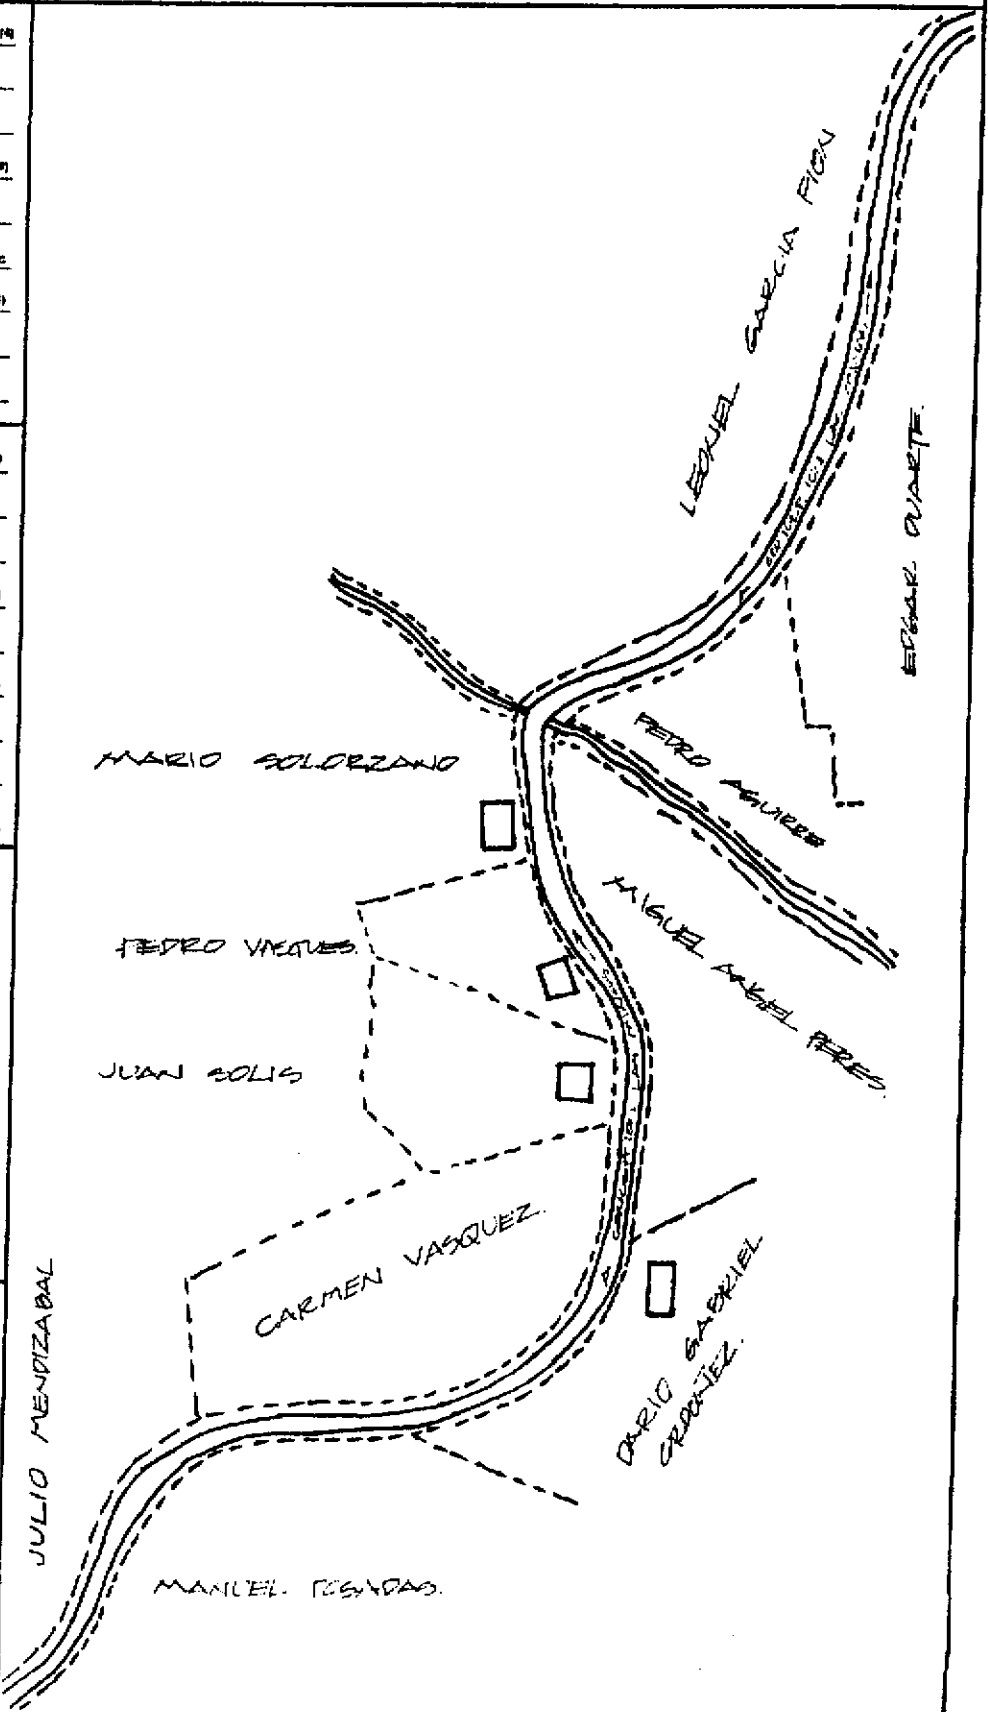 LEONEL GARCIA PION
EDGAR DUARTE.
PEDRO AGUIRRE
MARIO SOLORZANO
MIGUEL ANGEL PERES.
PEDRO VASQUES.
JUAN SOLIS
CARMEN VASQUEZ.
DARIO GABRIEL
ORDOÑEZ.
JULIO MENDIZABAL
MANUEL POSADAS.